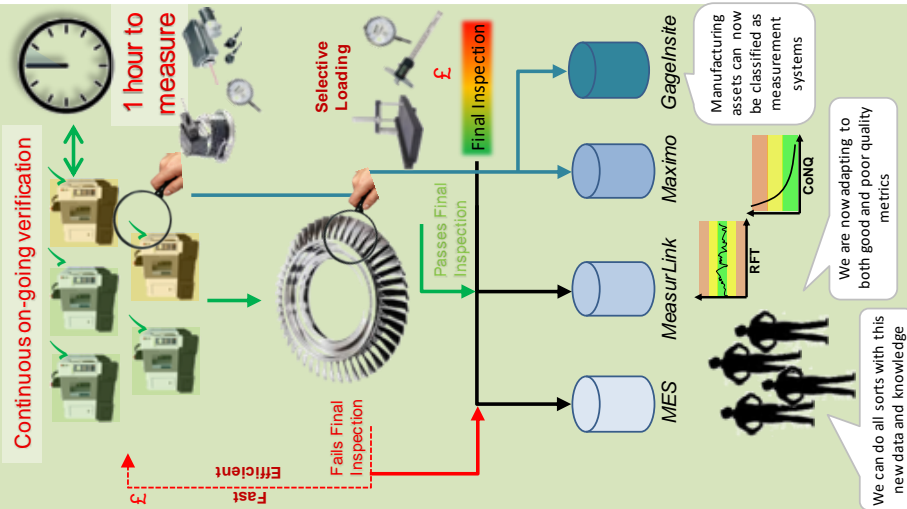 Continuous on-going verification
1 hour to
measure
Selective
Loading
£
Final Inspection
Passes Final
Inspection
Fails Final
Inspection
Efficient
Fast
£
MES
MeasurLink
Maximo
GageInsite
RFT
CoNQ
Manufacturing
assets can now
be classified as
measurement
systems
We are now adapting to
both good and poor quality
metrics
We can do all sorts with this
new data and knowledge